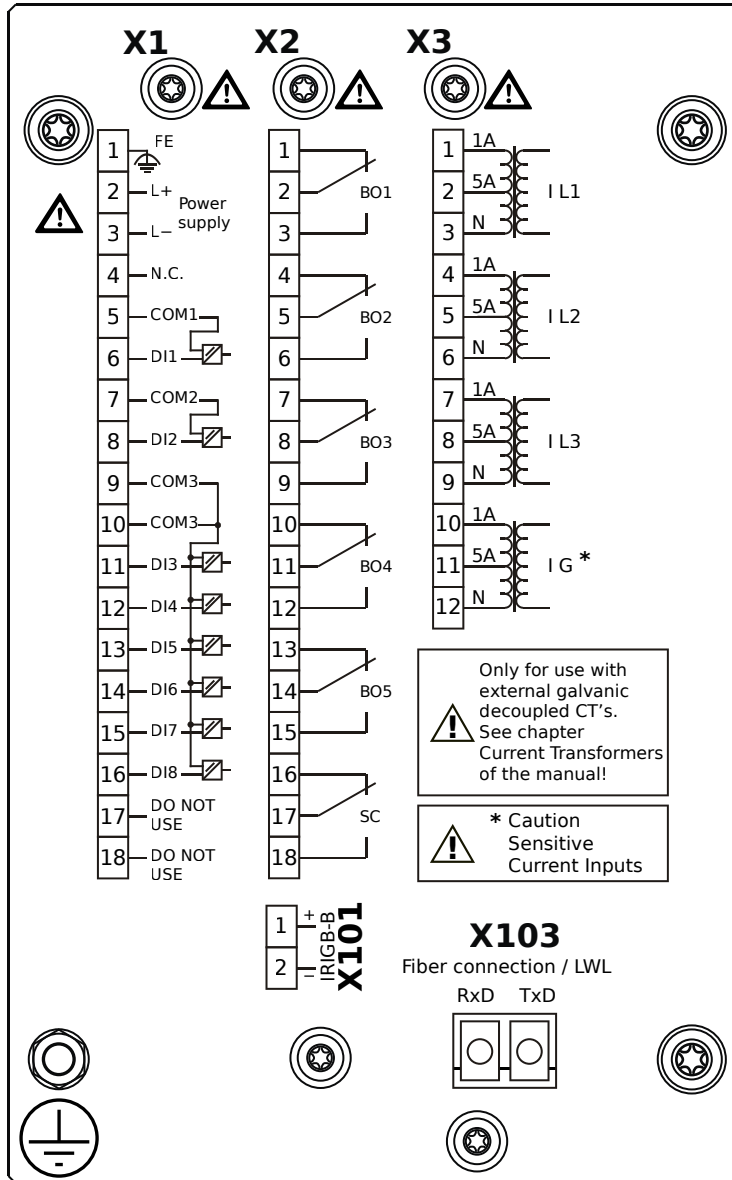 X1 X2 X3
1 FE
2 L+
Power
supply
3 L−
4 N.C.
5 COM1
6 DI1
7 COM2
8 DI2
9 COM3
10 COM3
11 DI3
12 DI4
13 DI5
14 DI6
15 DI7
16 DI8
17 DO NOT
USE
18 DO NOT
USE
1
2 BO1
3
4
5 BO2
6
7
8 BO3
9
10
11 BO4
12
13
14 BO5
15
16
17 SC
18
1 1A
2 5A I L1
3 N
4 1A
5 5A I L2
6 N
7 1A
8 5A I L3
9 N
10 1A
11 5A I G *
12 N
Only for use with
external galvanic
decoupled CT's.
See chapter
Current Transformers
of the manual!
* Caution
Sensitive
Current Inputs
1 +
2 −
IRIGB-B
X101
X103
Fiber connection / LWL
RxD TxD